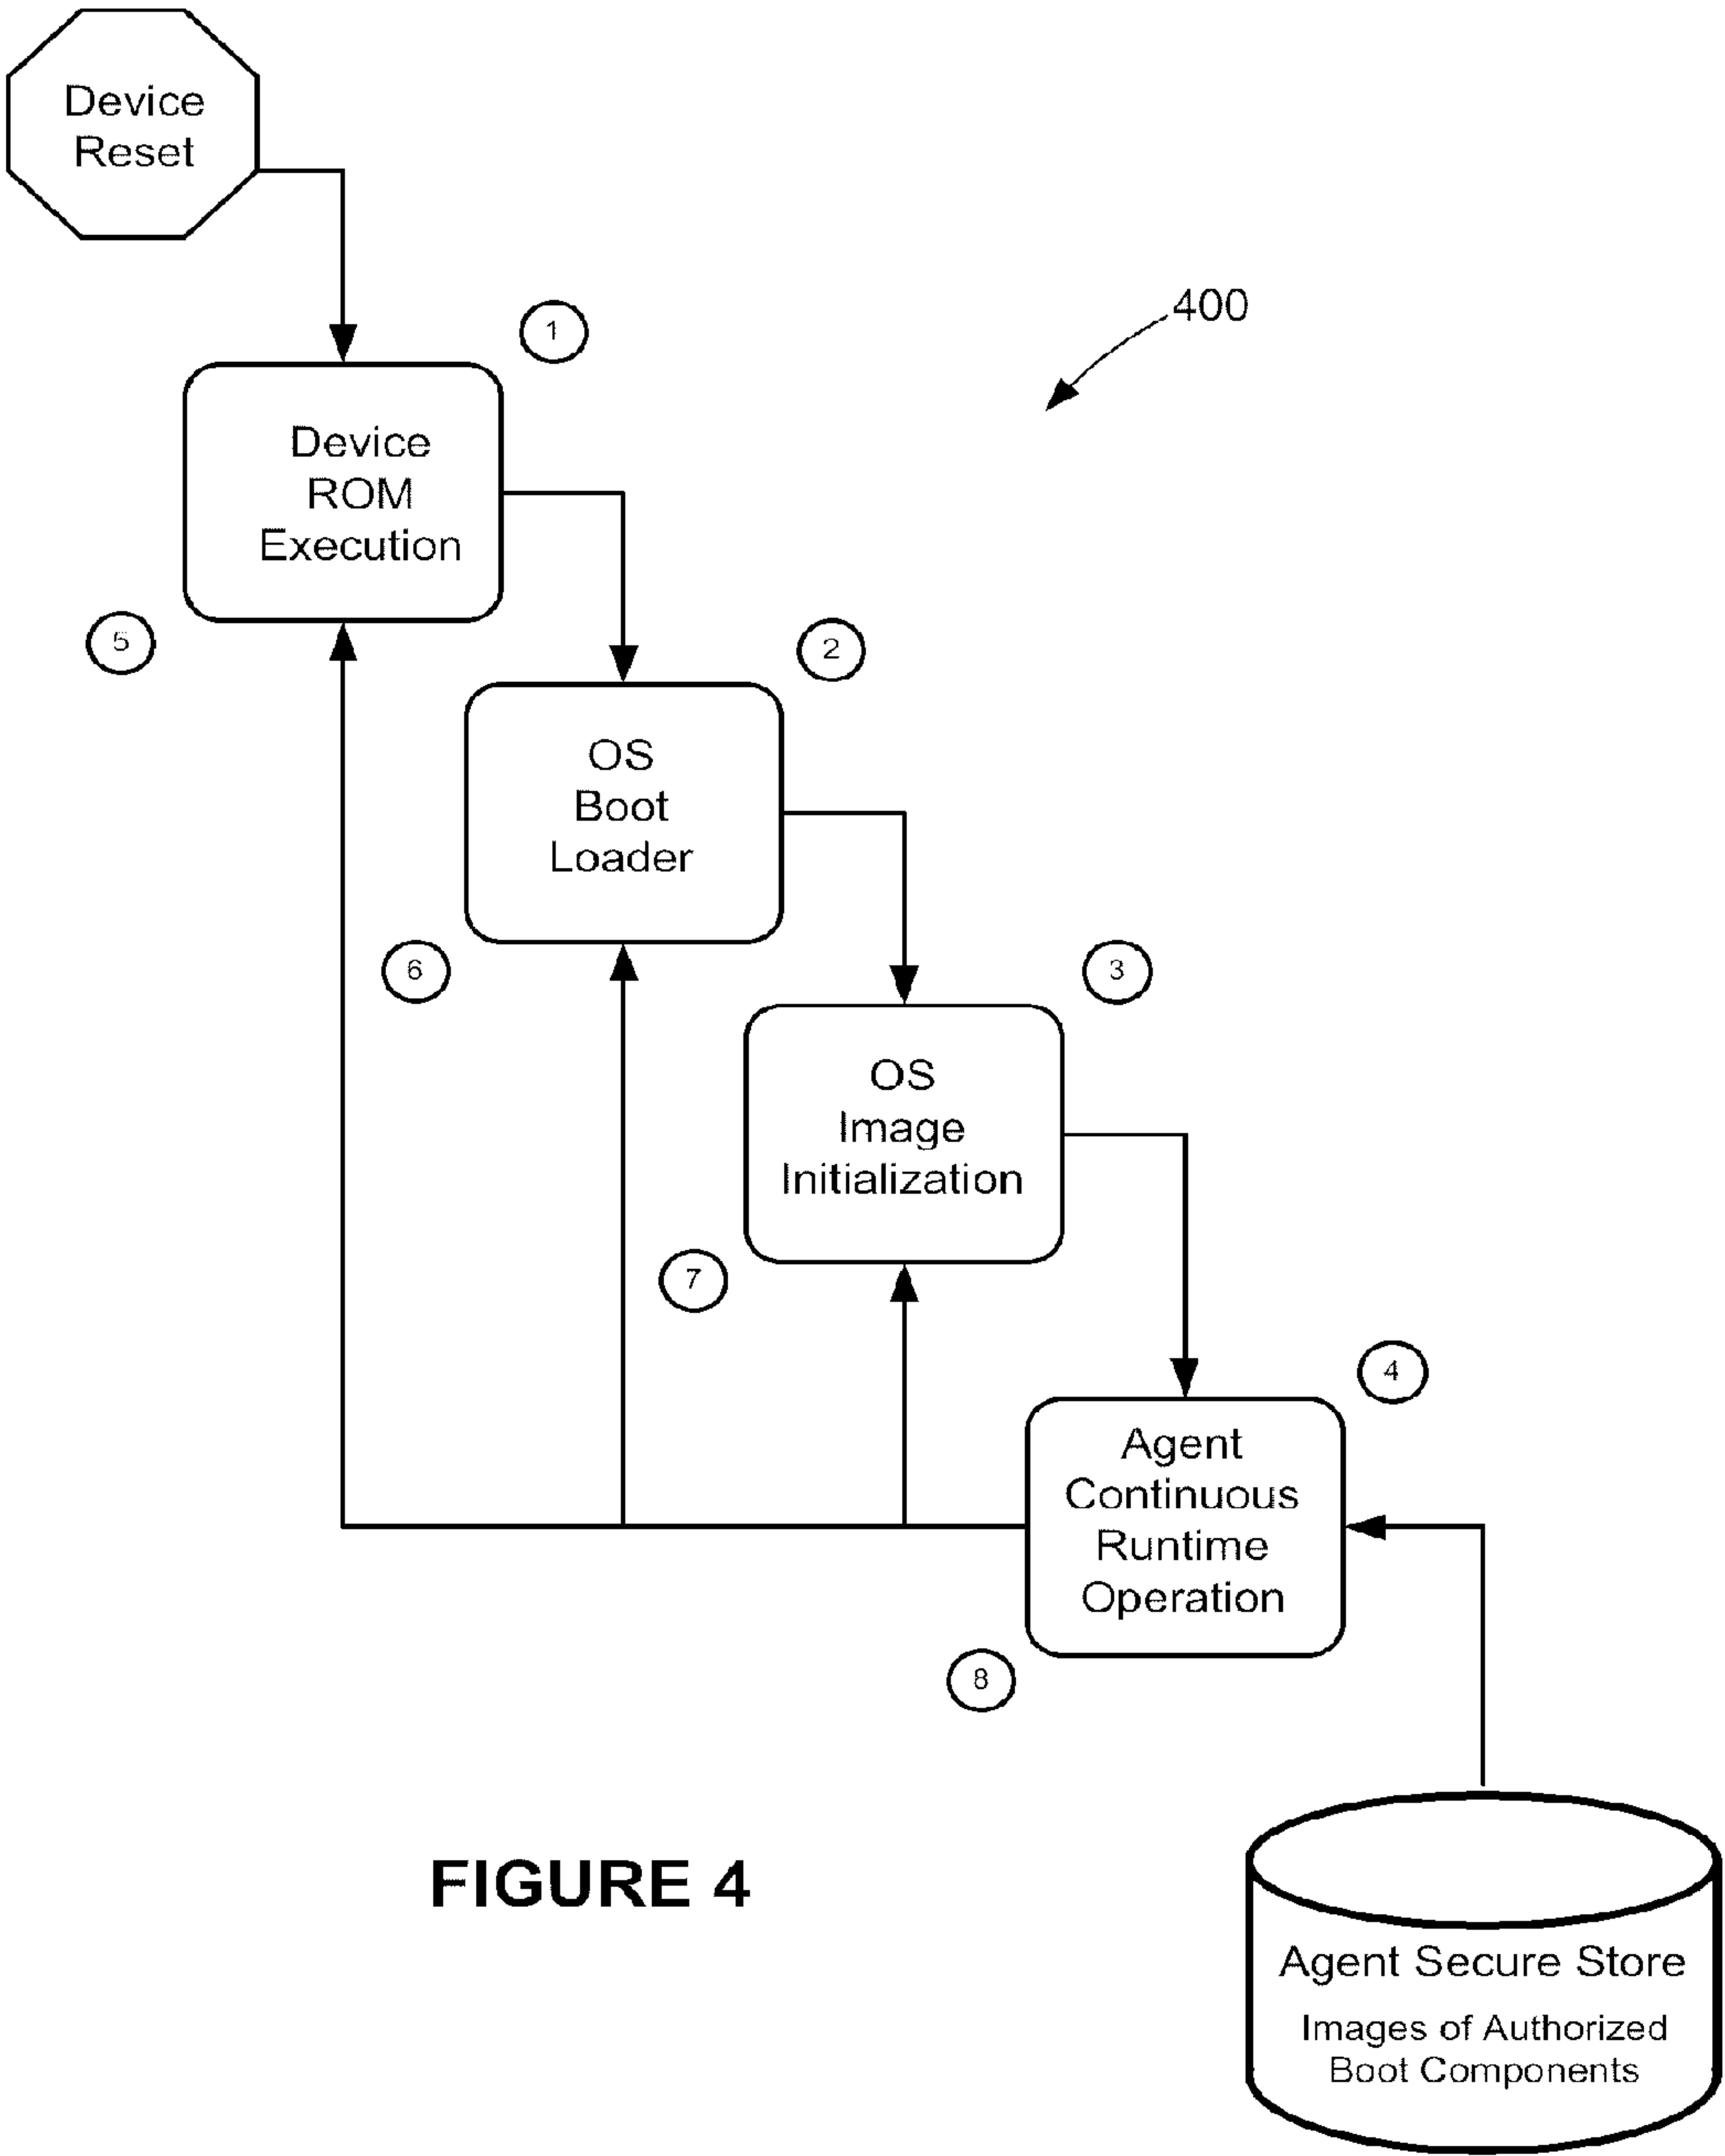 Device
Reset
400
1
Device
ROM
Execution
5
2
OS
Boot
Loader
6
3
OS
Image
Initialization
7
4
Agent
Continuous
Runtime
Operation
8
FIGURE 4
Agent Secure Store
Images of Authorized
Boot Components